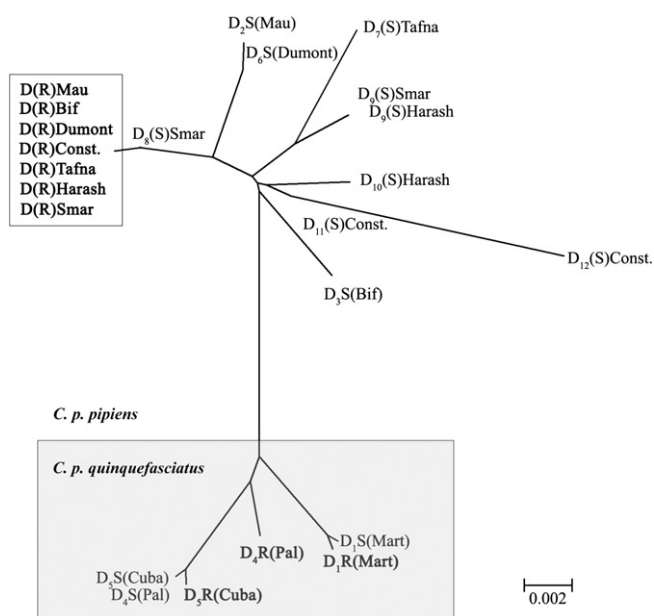 D₂S(Mau)
D₇(S)Tafna
D₆S(Dumont)
D(R)Mau
D(R)Bif
D(R)Dumont
D(R)Const.
D(R)Tafna
D(R)Harash
D(R)Smar
D₈(S)Smar
D₉(S)Smar
D₉(S)Harash
D₁₀(S)Harash
D₁₁(S)Const.
D₁₂(S)Const.
D₃S(Bif)
C. p. pipiens
C. p. quinquefasciatus
D₁S(Mart)
D₄R(Pal)
D₁R(Mart)
D₅S(Cuba)
D₄S(Pal)
D₅R(Cuba)
0.002